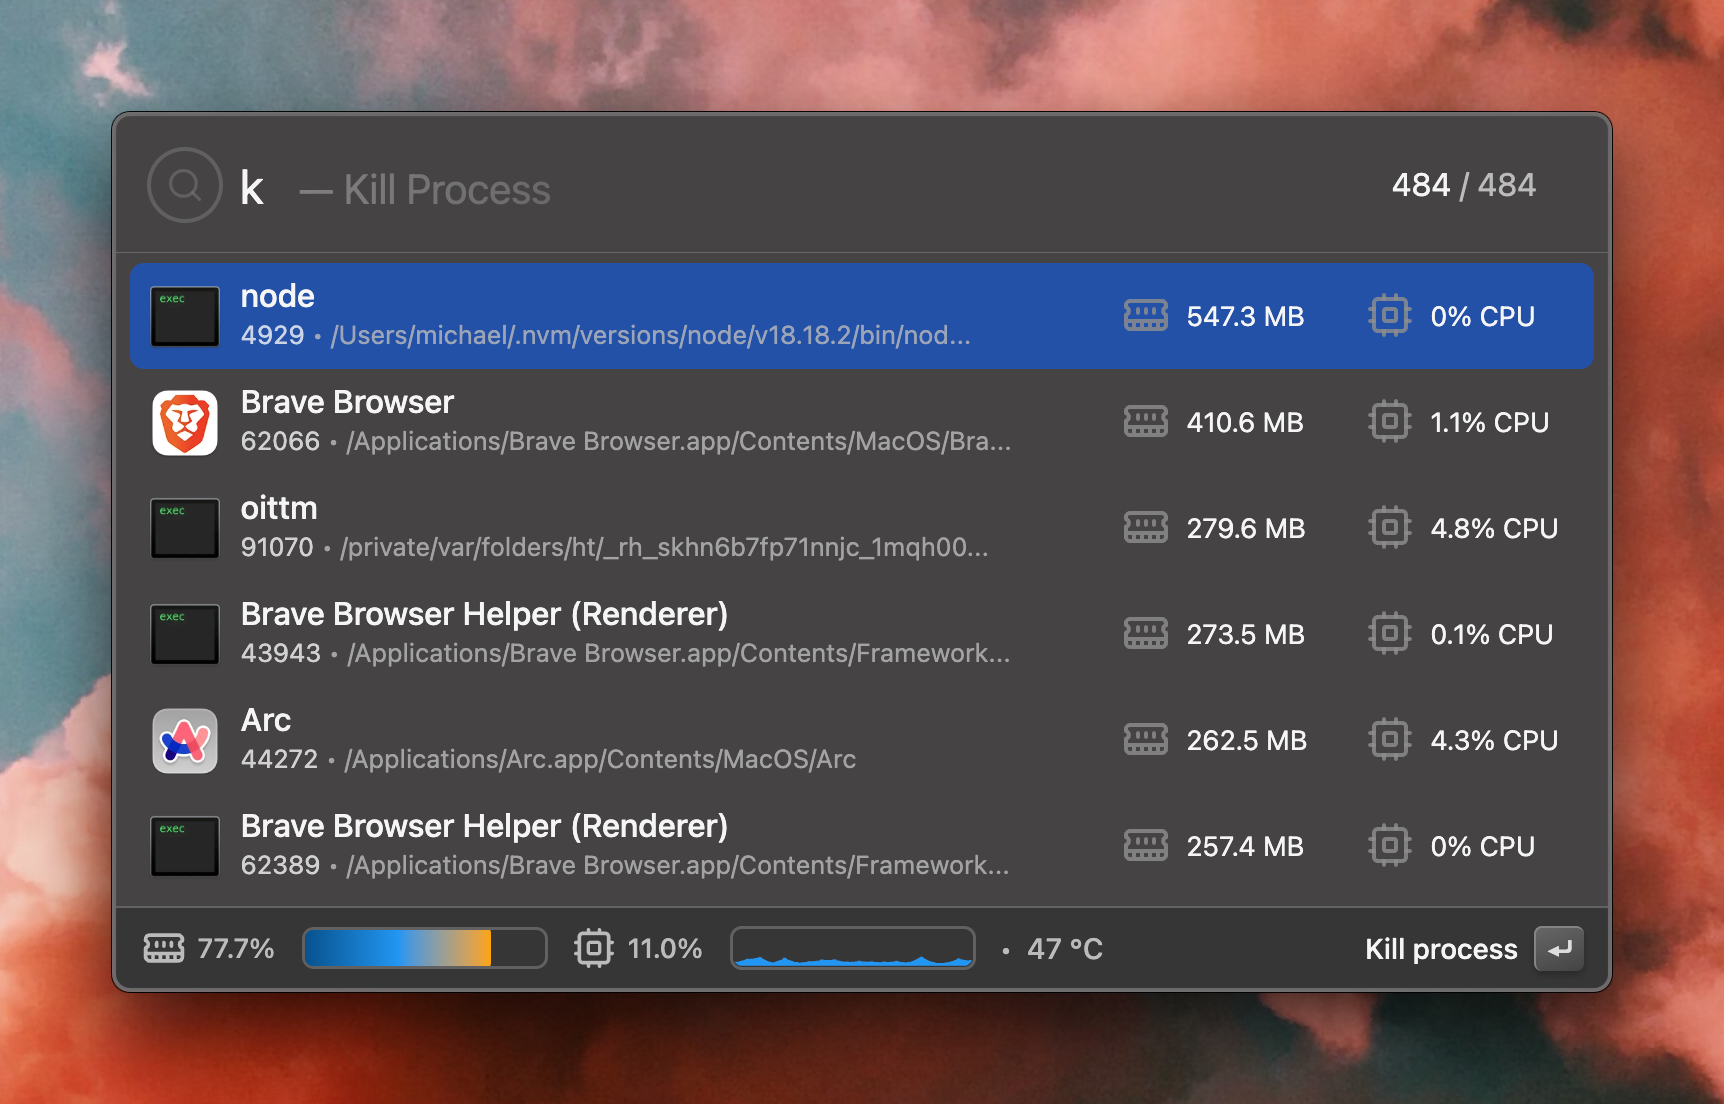 k — Kill Process 484 / 484
exec
node
4929 • /Users/michael/.nvm/versions/node/v18.18.2/bin/nod...
547.3 MB 0% CPU
Brave Browser
62066 • /Applications/Brave Browser.app/Contents/MacOS/Bra...
410.6 MB 1.1% CPU
exec
oittm
91070 • /private/var/folders/ht/_rh_skhn6b7fp71nnjc_1mqh00...
279.6 MB 4.8% CPU
exec
Brave Browser Helper (Renderer)
43943 • /Applications/Brave Browser.app/Contents/Framework...
273.5 MB 0.1% CPU
Arc
44272 • /Applications/Arc.app/Contents/MacOS/Arc
262.5 MB 4.3% CPU
exec
Brave Browser Helper (Renderer)
62389 • /Applications/Brave Browser.app/Contents/Framework...
257.4 MB 0% CPU
77.7% 11.0% • 47 °C Kill process